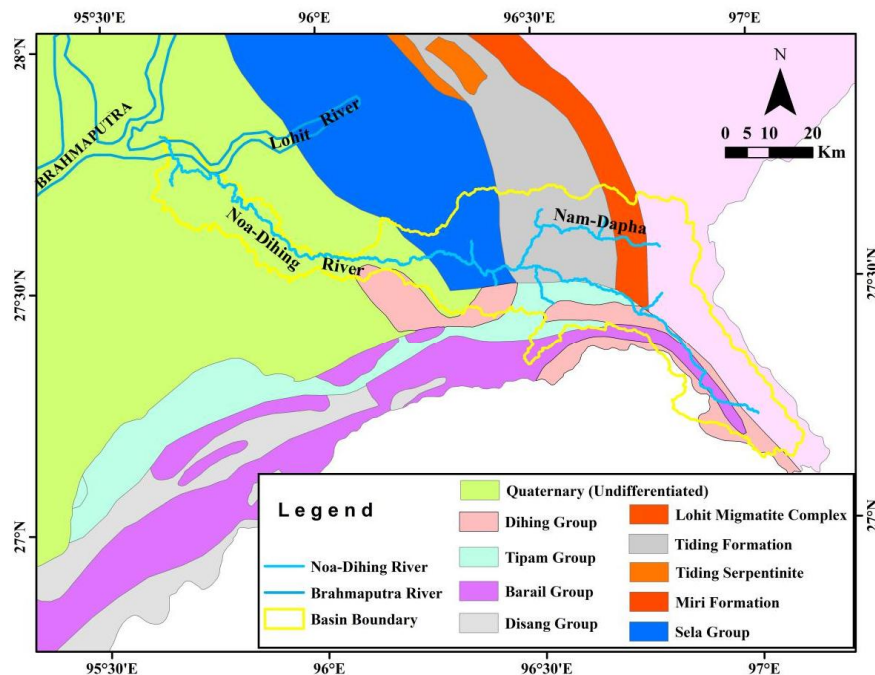 95°30'E 96°E 96°30'E 97°E
28°N
28°N
N
BRAHMAPUTRA
Lohit River
0 5 10 20
Km
Noa-Dihing
River
Nam-Dapha
27°30'N
27°30'N
27°N
27°N
Legend
Noa-Dihing River
Brahmaputra River
Basin Boundary
Quaternary (Undifferentiated)
Dihing Group
Tipam Group
Barail Group
Disang Group
Lohit Migmatite Complex
Tiding Formation
Tiding Serpentinite
Miri Formation
Sela Group
95°30'E 96°E 96°30'E 97°E